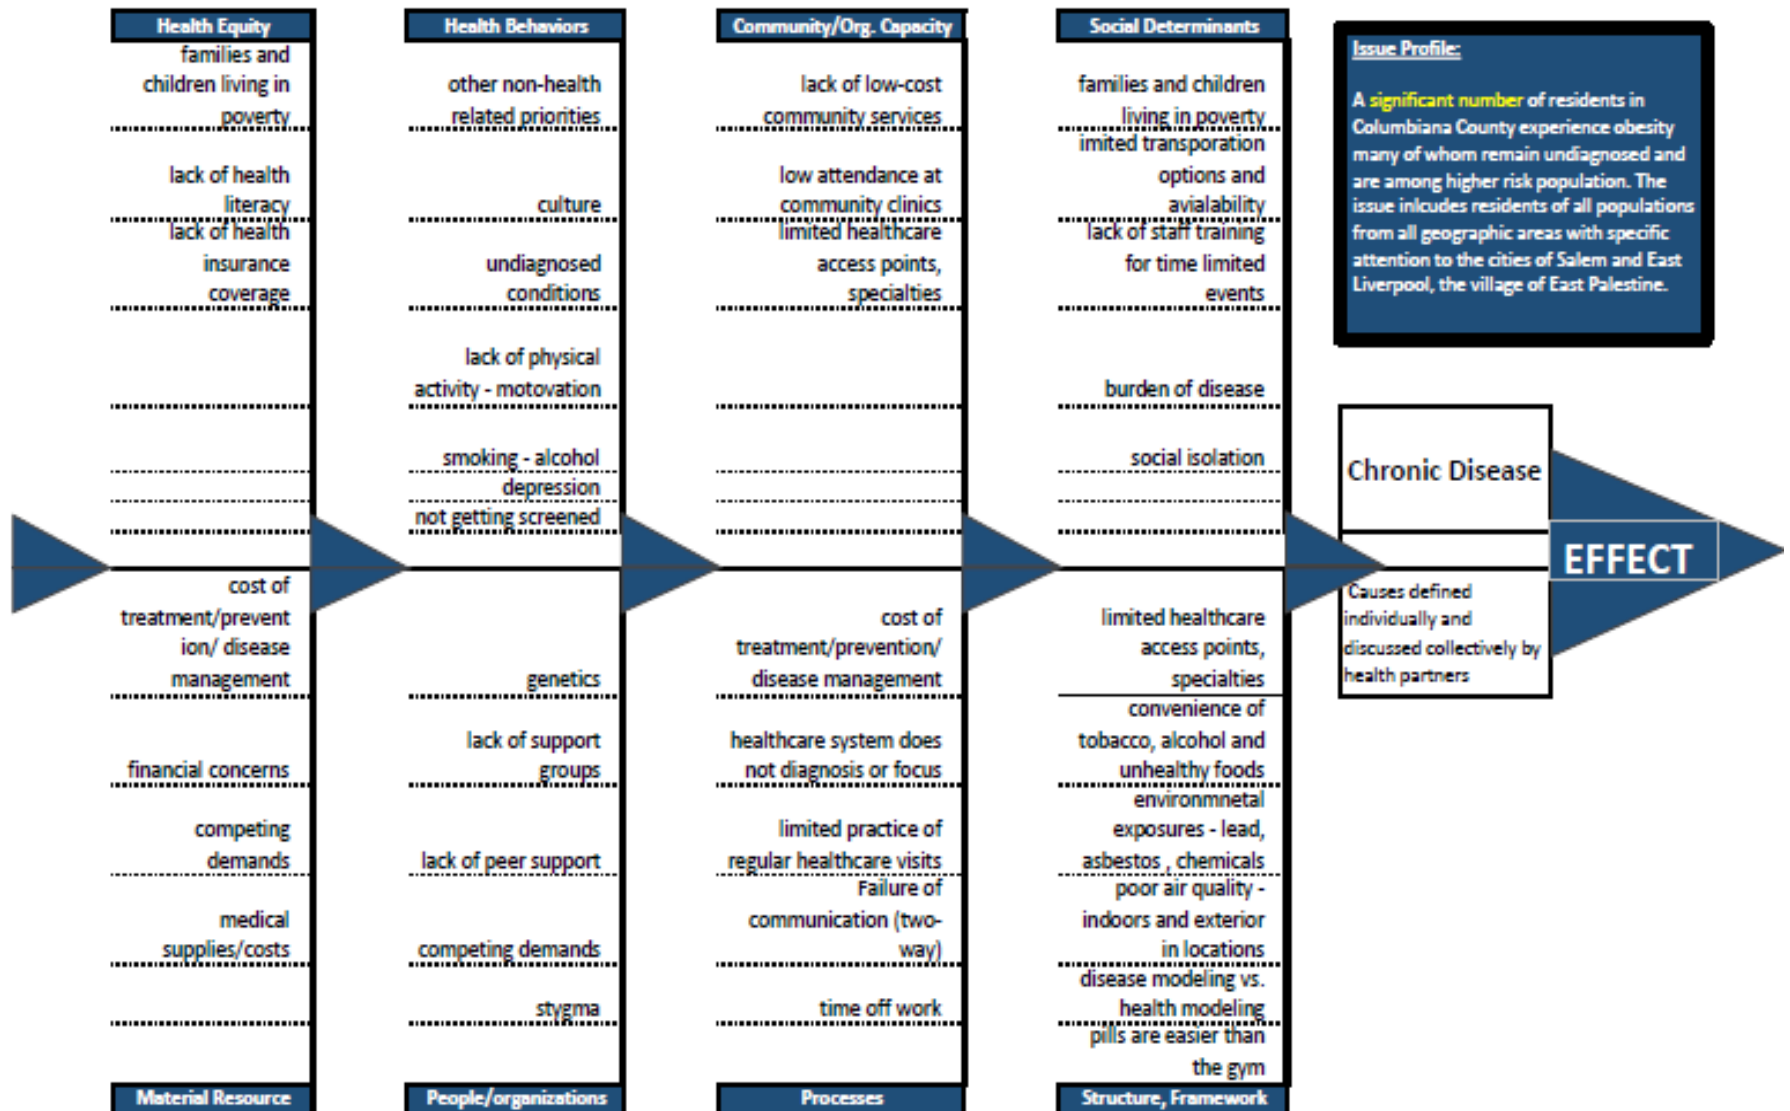 Health Equity
families and
children living in
poverty
lack of health
literacy
lack of health
insurance
coverage
Health Behaviors
other non-health
related priorities
culture
undiagnosed
conditions
lack of physical
activity - motovation
smoking - alcohol
depression
not getting screened
Community/Org. Capacity
lack of low-cost
community services
low attendance at
community clinics
limited healthcare
access points,
specialties
Social Determinants
families and children
living in poverty
imited transporation
options and
avialability
lack of staff training
for time limited
events
burden of disease
social isolation
Issue Profile:
A significant number of residents in
Columbiana County experience obesity
many of whom remain undiagnosed and
are among higher risk population. The
issue inlcudes residents of all populations
from all geographic areas with specific
attention to the cities of Salem and East
Liverpool, the village of East Palestine.
Chronic Disease
EFFECT
Causes defined
individually and
discussed collectively by
health partners
cost of
treatment/prevent
ion/ disease
management
financial concerns
competing
demands
medical
supplies/costs
Material Resource
genetics
lack of support
groups
lack of peer support
competing demands
stygma
People/organizations
cost of
treatment/prevention/
disease management
healthcare system does
not diagnosis or focus
limited practice of
regular healthcare visits
Failure of
communication (two-
way)
time off work
Processes
limited healthcare
access points,
specialties
convenience of
tobacco, alcohol and
unhealthy foods
environmnetal
exposures - lead,
asbestos , chemicals
poor air quality -
indoors and exterior
in locations
disease modeling vs.
health modeling
pills are easier than
the gym
Structure, Framework